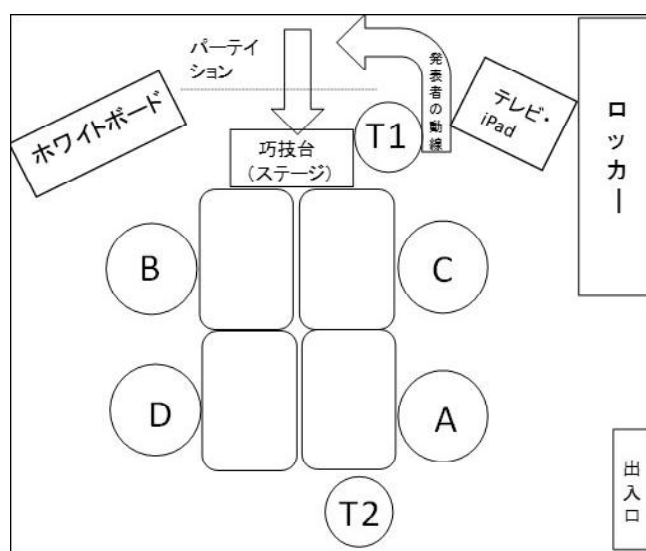 パーテイ
ション
発表者の動線
ホワイトボード
テレビ・
iPad
ロッカー
T1
巧技台
（ステージ）
B
C
D
A
T2
出入口